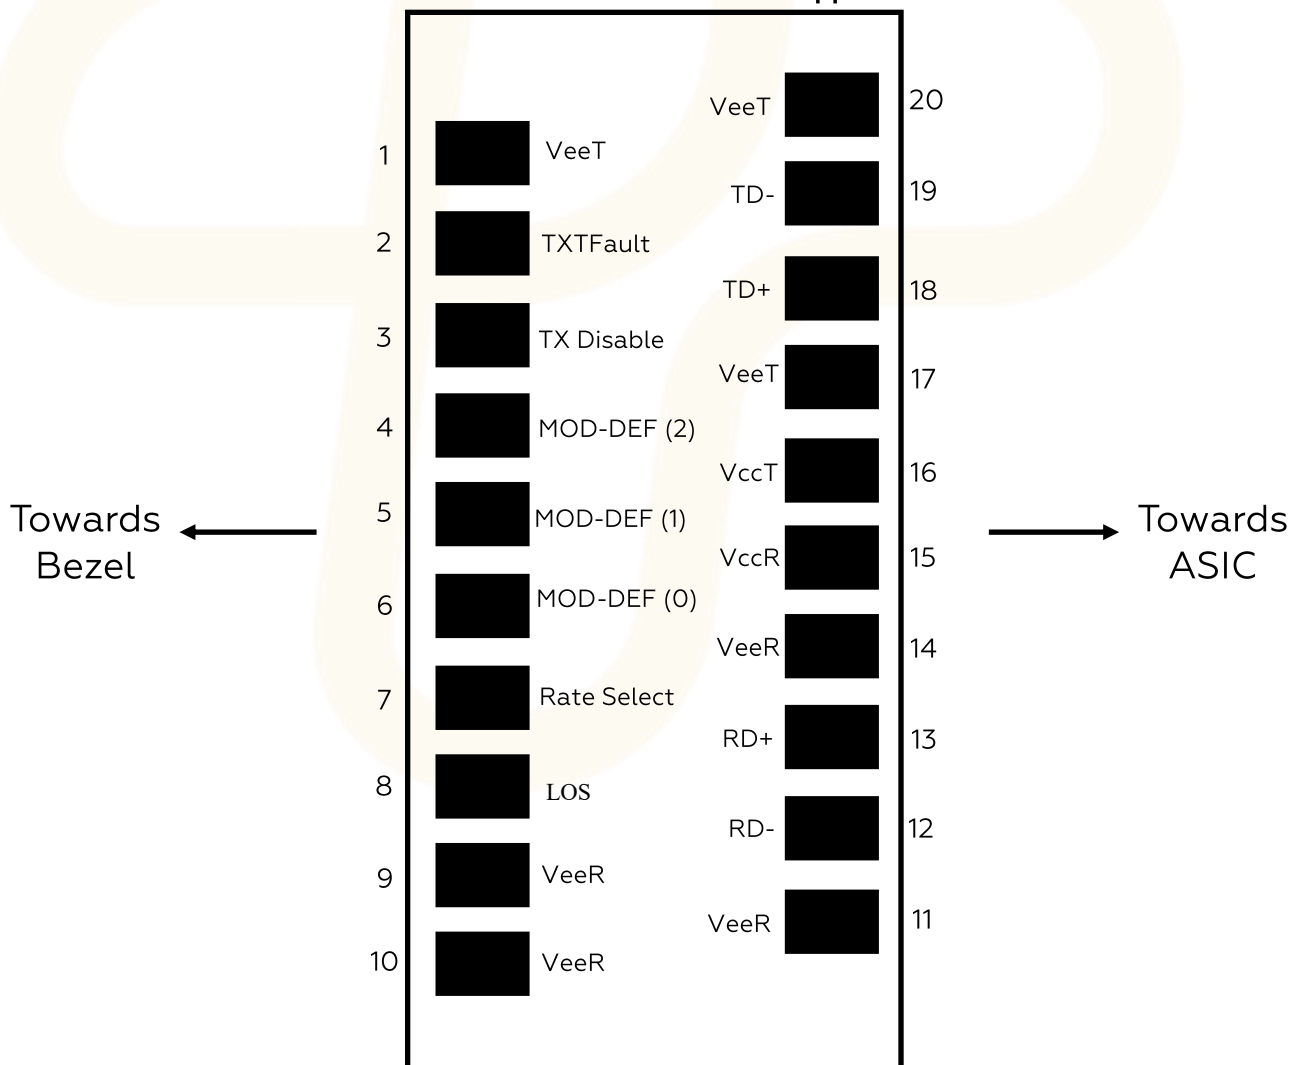 VeeT 20
1 VeeT
TD- 19
2 TXTFault
TD+ 18
3 TX Disable
VeeT 17
4 MOD-DEF (2)
VccT 16
5 MOD-DEF (1)
Towards
Bezel
Towards
ASIC
VccR 15
6 MOD-DEF (0)
VeeR 14
7 Rate Select
RD+ 13
8 LOS
RD- 12
9 VeeR
VeeR 11
10 VeeR